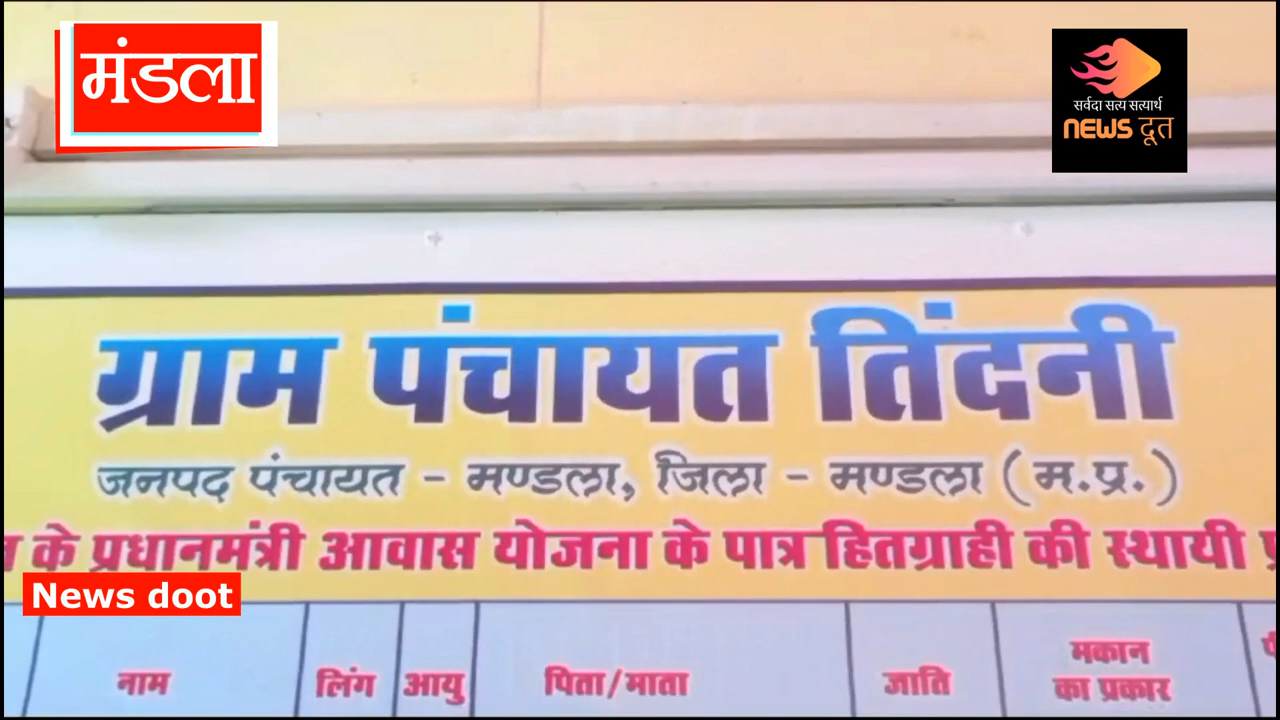 मंडला
सर्वदा सत्य सत्यार्थ
NEWS दूत
ग्राम पंचायत तिंदनी
जनपद पंचायत - मण्डला, जिला - मण्डला (म.प्र.)
के प्रधानमंत्री आवास योजना के पात्र हितग्राही की स्थायी
News doot
नाम लिंग आयु पिता/माता जाति मकान का प्रकार